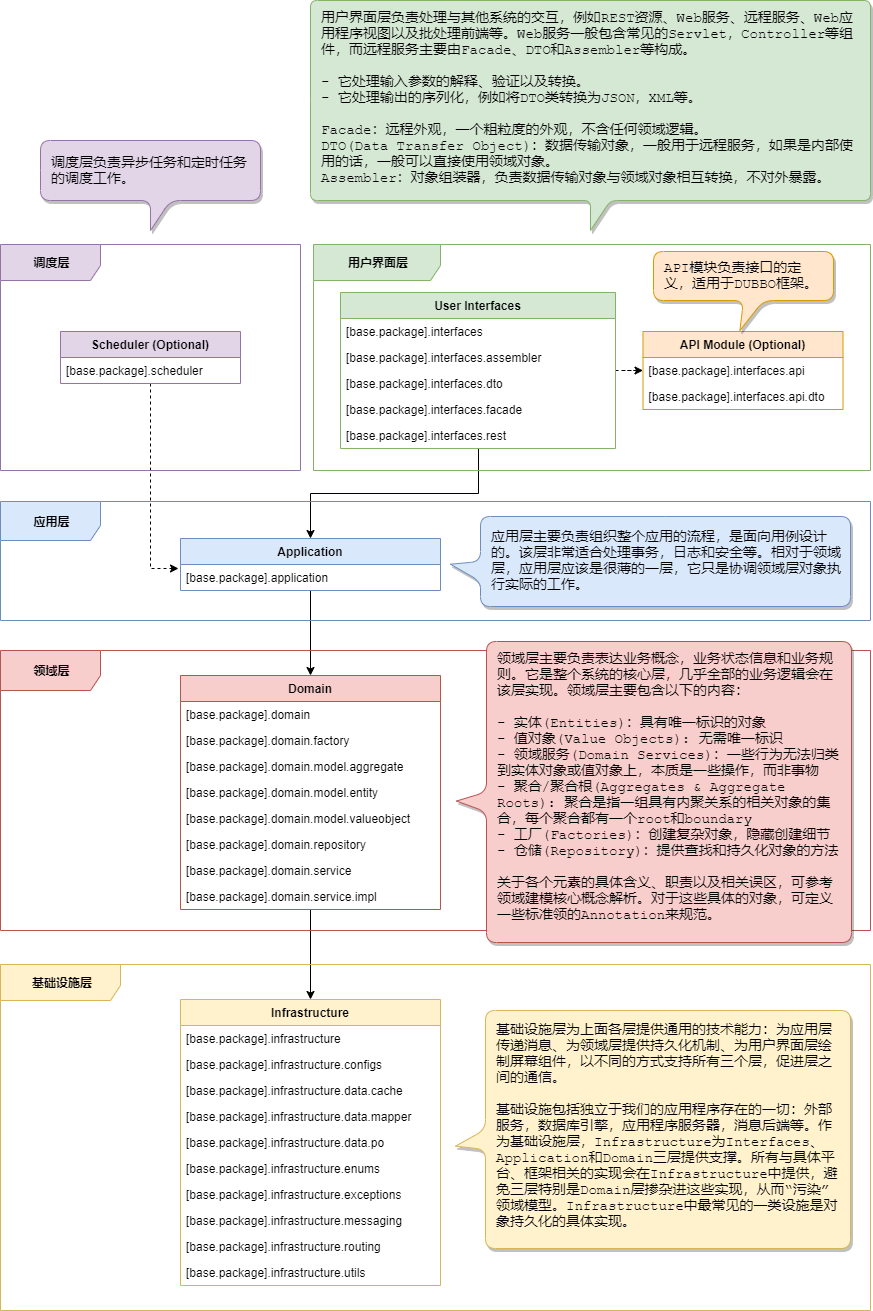 用户界面层负责处理与其他系统的交互，例如REST资源、Web服务、远程服务、Web应
用程序视图以及批处理前端等。Web服务一般包含常见的Servlet，Controller等组
件，而远程服务主要由Facade、DTO和Assembler等构成。
- 它处理输入参数的解释、验证以及转换。
- 它处理输出的序列化，例如将DTO类转换为JSON，XML等。
Facade：远程外观，一个粗粒度的外观，不含任何领域逻辑。
DTO(Data Transfer Object)：数据传输对象，一般用于远程服务，如果是内部使
用的话，一般可以直接使用领域对象。
Assembler：对象组装器，负责数据传输对象与领域对象相互转换，不对外暴露。
调度层负责异步任务和定时任务
的调度工作。
调度层
Scheduler (Optional)
[base.package].scheduler
用户界面层
User Interfaces
[base.package].interfaces
[base.package].interfaces.assembler
[base.package].interfaces.dto
[base.package].interfaces.facade
[base.package].interfaces.rest
API模块负责接口的定
义，适用于DUBBO框架。
API Module (Optional)
[base.package].interfaces.api
[base.package].interfaces.api.dto
应用层
Application
[base.package].application
应用层主要负责组织整个应用的流程，是面向用例设计
的。该层非常适合处理事务，日志和安全等。相对于领域
层，应用层应该是很薄的一层，它只是协调领域层对象执
行实际的工作。
领域层
Domain
[base.package].domain
[base.package].domain.factory
[base.package].domain.model.aggregate
[base.package].domain.model.entity
[base.package].domain.model.valueobject
[base.package].domain.repository
[base.package].domain.service
[base.package].domain.service.impl
领域层主要负责表达业务概念，业务状态信息和业务规
则。它是整个系统的核心层，几乎全部的业务逻辑会在
该层实现。领域层主要包含以下的内容：
- 实体(Entities)：具有唯一标识的对象
- 值对象(Value Objects)：无需唯一标识
- 领域服务(Domain Services)：一些行为无法归类
到实体对象或值对象上，本质是一些操作，而非事物
- 聚合/聚合根(Aggregates & Aggregate
Roots)：聚合是指一组具有内聚关系的相关对象的集
合，每个聚合都有一个root和boundary
- 工厂(Factories)：创建复杂对象，隐藏创建细节
- 仓储(Repository)：提供查找和持久化对象的方法
关于各个元素的具体含义、职责以及相关误区，可参考
领域建模核心概念解析。对于这些具体的对象，可定义
一些标准领的Annotation来规范。
基础设施层
Infrastructure
[base.package].infrastructure
[base.package].infrastructure.configs
[base.package].infrastructure.data.cache
[base.package].infrastructure.data.mapper
[base.package].infrastructure.data.po
[base.package].infrastructure.enums
[base.package].infrastructure.exceptions
[base.package].infrastructure.messaging
[base.package].infrastructure.routing
[base.package].infrastructure.utils
基础设施层为上面各层提供通用的技术能力：为应用层
传递消息、为领域层提供持久化机制、为用户界面层绘
制屏幕组件，以不同的方式支持所有三个层，促进层之
间的通信。
基础设施包括独立于我们的应用程序存在的一切：外部
服务，数据库引擎，应用程序服务器，消息后端等。作
为基础设施层，Infrastructure为Interfaces、
Application和Domain三层提供支撑。所有与具体平
台、框架相关的实现会在Infrastructure中提供，避
免三层特别是Domain层掺杂进这些实现，从而“污染”
领域模型。Infrastructure中最常见的一类设施是对
象持久化的具体实现。